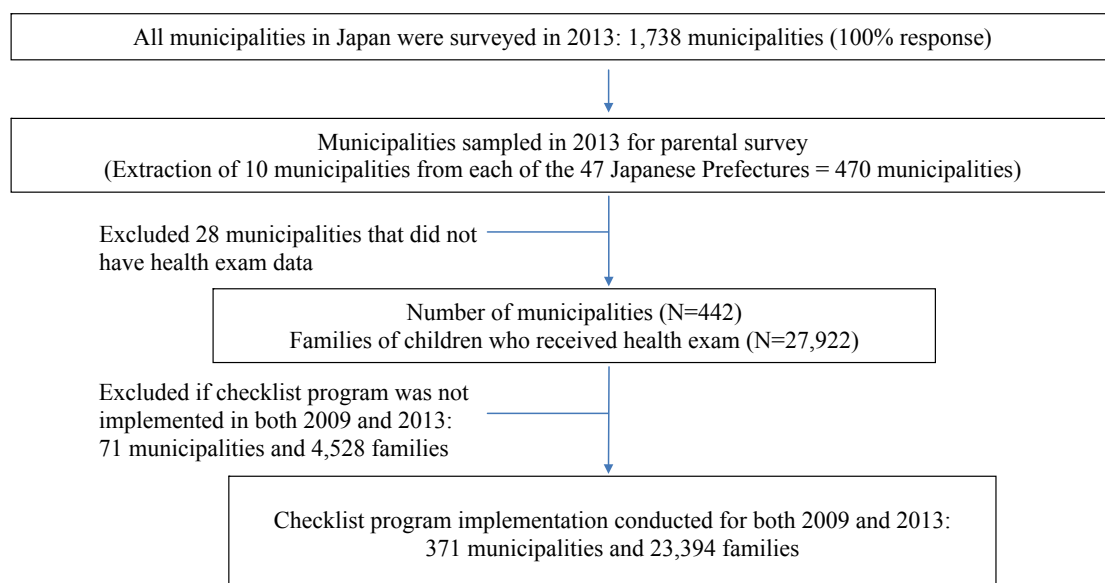 All municipalities in Japan were surveyed in 2013: 1,738 municipalities (100% response)
Municipalities sampled in 2013 for parental survey
(Extraction of 10 municipalities from each of the 47 Japanese Prefectures = 470 municipalities)
Excluded 28 municipalities that did not
have health exam data
Number of municipalities (N=442)
Families of children who received health exam (N=27,922)
Excluded if checklist program was not
implemented in both 2009 and 2013:
71 municipalities and 4,528 families
Checklist program implementation conducted for both 2009 and 2013:
371 municipalities and 23,394 families